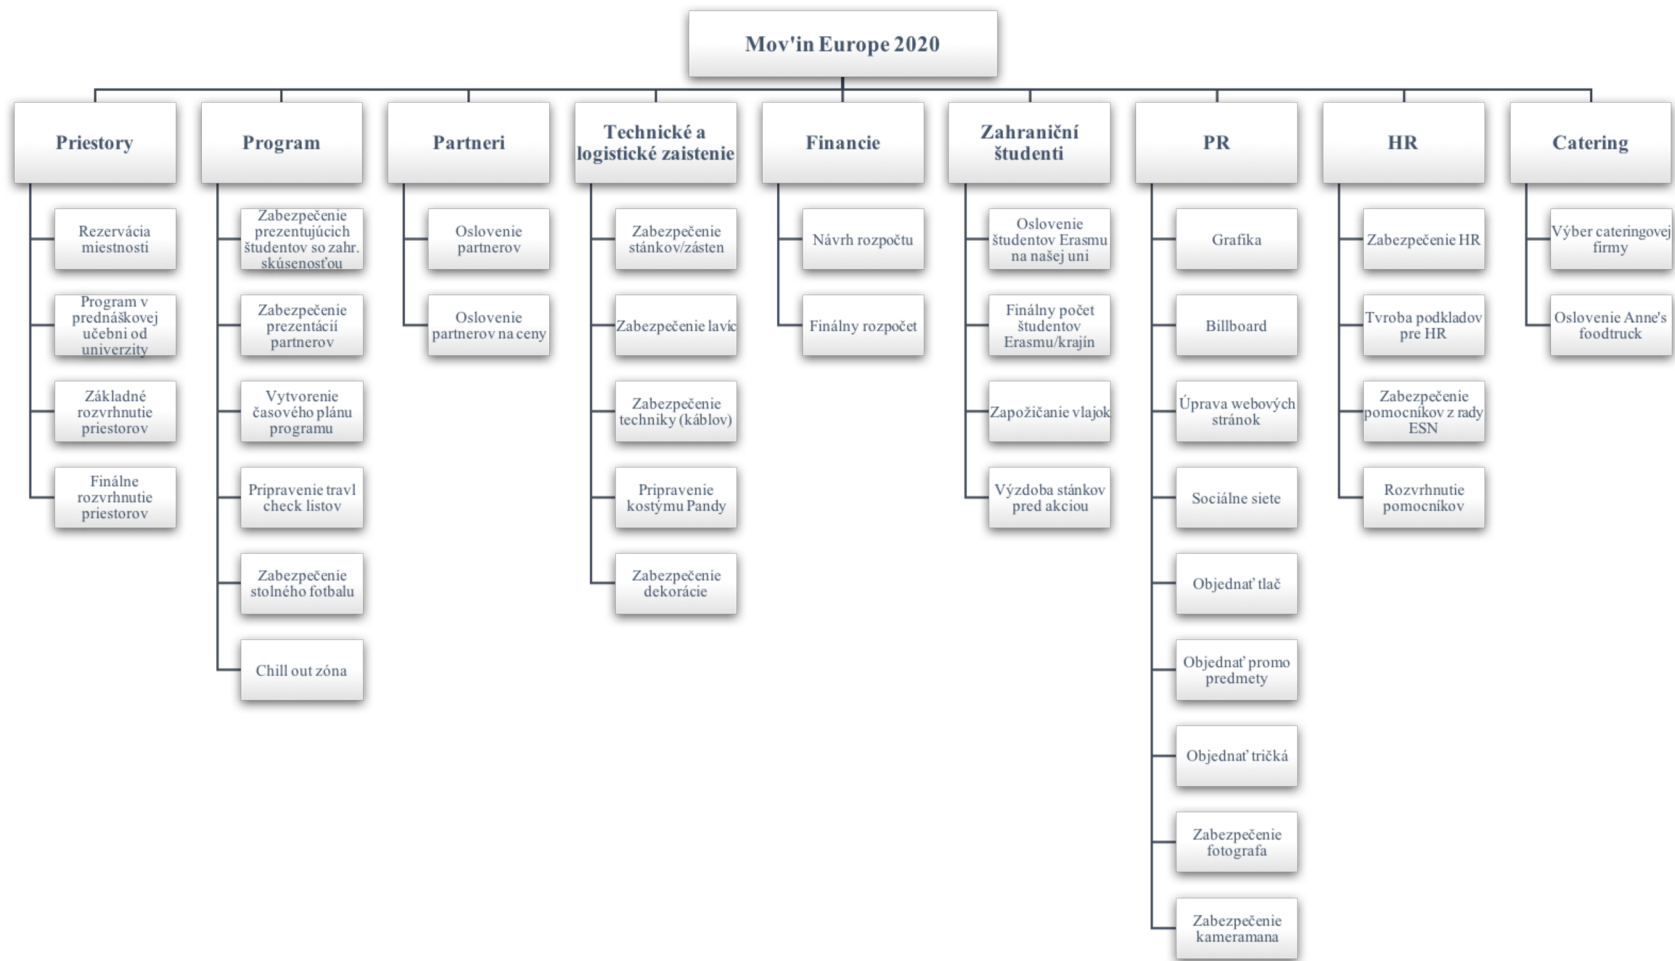 Mov'in Europe 2020
Priestory
Rezervácia
miestnosti
Program v
prednáškovej
učebni od
univerzity
Základné
rozvrhnutie
priestorov
Finálne
rozvrhnutie
priestorov
Program
Zabezpečenie
prezentujúcich
študentov so zahr.
skúsenosťou
Zabezpečenie
prezentácií
partnerov
Vytvorenie
časového plánu
programu
Pripravenie travl
check listov
Zabezpečenie
stolného fotbalu
Chill out zóna
Partneri
Oslovenie
partnerov
Oslovenie
partnerov na ceny
Technické a
logistické zaistenie
Zabezpečenie
stánkov/zásten
Zabezpečenie lavíc
Zabezpečenie
techniky (káblov)
Pripravenie
kostýmu Pandy
Zabezpečenie
dekorácie
Financie
Návrh rozpočtu
Finálny rozpočet
Zahraniční
študenti
Oslovenie
študentov Erasmu
na našej uni
Finálny počet
študentov
Erasmu/krajín
Zapožičanie vlajok
Výzdoba stánkov
pred akciou
PR
Grafika
Billboard
Úprava webových
stránok
Sociálne siete
Objednať tlač
Objednať promo
predmety
Objednať tričká
Zabezpečenie
fotografa
Zabezpečenie
kameramana
HR
Zabezpečenie HR
Tvroba podkladov
pre HR
Zabezpečenie
pomocníkov z rady
ESN
Rozvrhnutie
pomocníkov
Catering
Výber cateringovej
firmy
Oslovenie Anne's
foodtruck